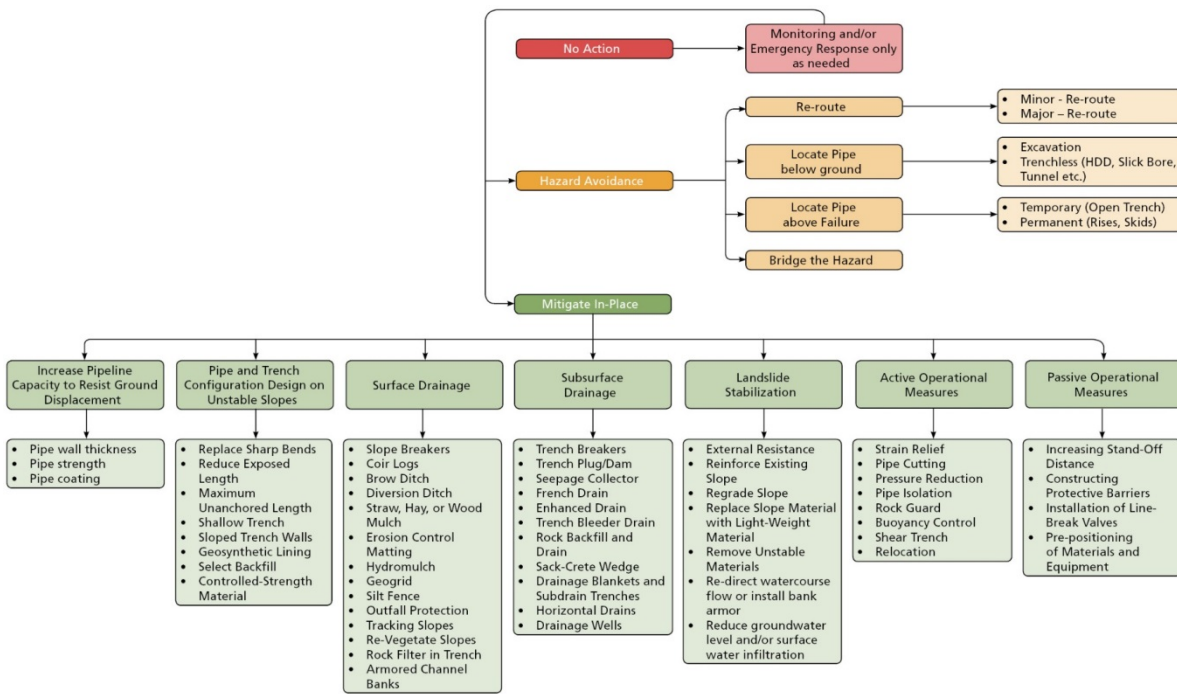 No Action
Monitoring and/or
Emergency Response only
as needed
Hazard Avoidance
Re-route
• Minor - Re-route
• Major – Re-route
Locate Pipe
below ground
• Excavation
• Trenchless (HDD, Slick Bore,
Tunnel etc.)
Locate Pipe
above Failure
• Temporary (Open Trench)
• Permanent (Rises, Skids)
Bridge the Hazard
Mitigate In-Place
Increase Pipeline
Capacity to Resist Ground
Displacement
• Pipe wall thickness
• Pipe strength
• Pipe coating
Pipe and Trench
Configuration Design on
Unstable Slopes
• Replace Sharp Bends
• Reduce Exposed
Length
• Maximum
Unanchored Length
• Shallow Trench
• Sloped Trench Walls
• Geosynthetic Lining
• Select Backfill
• Controlled-Strength
Material
Surface Drainage
• Slope Breakers
• Coir Logs
• Brow Ditch
• Diversion Ditch
• Straw, Hay, or Wood
Mulch
• Erosion Control
Matting
• Hydromulch
• Geogrid
• Silt Fence
• Outfall Protection
• Tracking Slopes
• Re-Vegetate Slopes
• Rock Filter in Trench
• Armored Channel
Banks
Subsurface
Drainage
• Trench Breakers
• Trench Plug/Dam
• Seepage Collector
• French Drain
• Enhanced Drain
• Trench Bleeder Drain
• Rock Backfill and
Drain
• Sack-Crete Wedge
• Drainage Blankets and
Subdrain Trenches
• Horizontal Drains
• Drainage Wells
Landslide
Stabilization
• External Resistance
• Reinforce Existing
Slope
• Regrade Slope
• Replace Slope Material
with Light-Weight
Material
• Remove Unstable
Materials
• Re-direct watercourse
flow or install bank
armor
• Reduce groundwater
level and/or surface
water infiltration
Active Operational
Measures
• Strain Relief
• Pipe Cutting
• Pressure Reduction
• Pipe Isolation
• Rock Guard
• Buoyancy Control
• Shear Trench
• Relocation
Passive Operational
Measures
• Increasing Stand-Off
Distance
• Constructing
Protective Barriers
• Installation of Line-
Break Valves
• Pre-positioning
of Materials and
Equipment